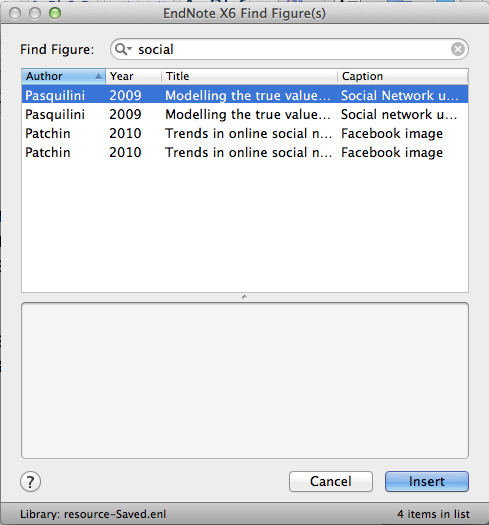 EndNote X6 Find Figure(s)
Find Figure: social
Author Year Title Caption
Pasquilini 2009 Modelling the true value... Social Network u...
Pasquilini 2009 Modelling the true value... Social network u...
Patchin 2010 Trends in online social n... Facebook image
Patchin 2010 Trends in online social n... Facebook image
? Cancel Insert
Library: resource-Saved.enl 4 items in list